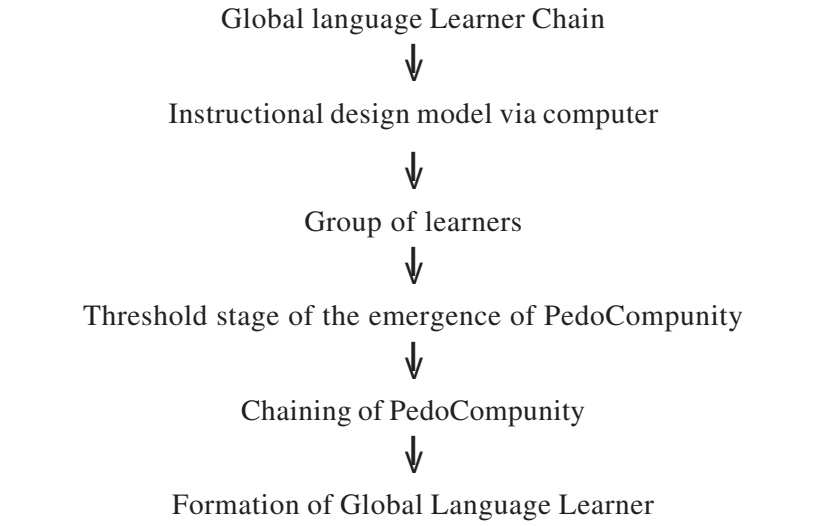 Global language Learner Chain
Instructional design model via computer
Group of learners
Threshold stage of the emergence of PedoCompunity
Chaining of PedoCompunity
Formation of Global Language Learner